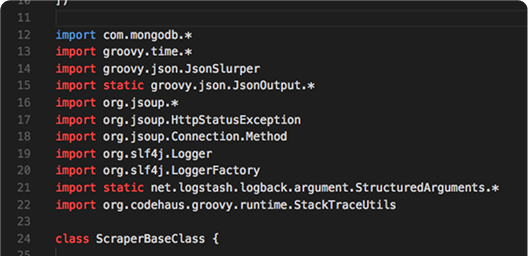 10 ])
11
12 import com.mongodb.*
13 import groovy.time.*
14 import groovy.json.JsonSlurper
15 import static groovy.json.JsonOutput.*
16 import org.jsoup.*
17 import org.jsoup.HttpStatusException
18 import org.jsoup.Connection.Method
19 import org.slf4j.Logger
20 import org.slf4j.LoggerFactory
21 import static net.logstash.logback.argument.StructuredArguments.*
22 import org.codehaus.groovy.runtime.StackTraceUtils
23
24 class ScraperBaseClass {
25